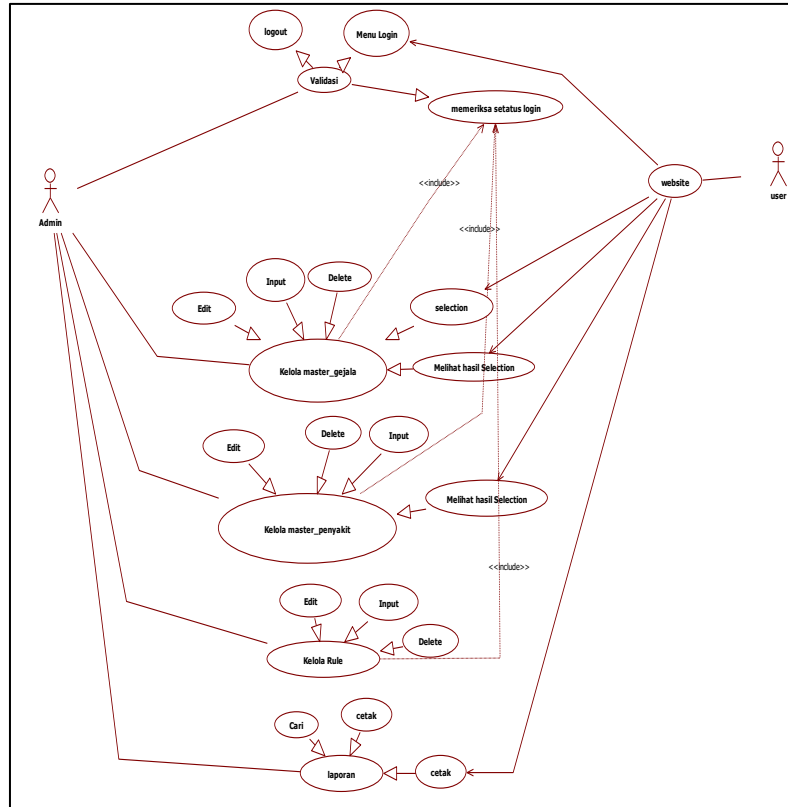 logout
Menu Login
Validasi
memeriksa setatus login
<<include>>
website
user
Admin
<<include>>
Delete
Input
Edit
selection
Kelola master_gejala
Melihat hasil Selection
Delete
Input
Edit
Melihat hasil Selection
Kelola master_penyakit
<<include>>
Edit
Input
Delete
Kelola Rule
Cari
cetak
laporan
cetak